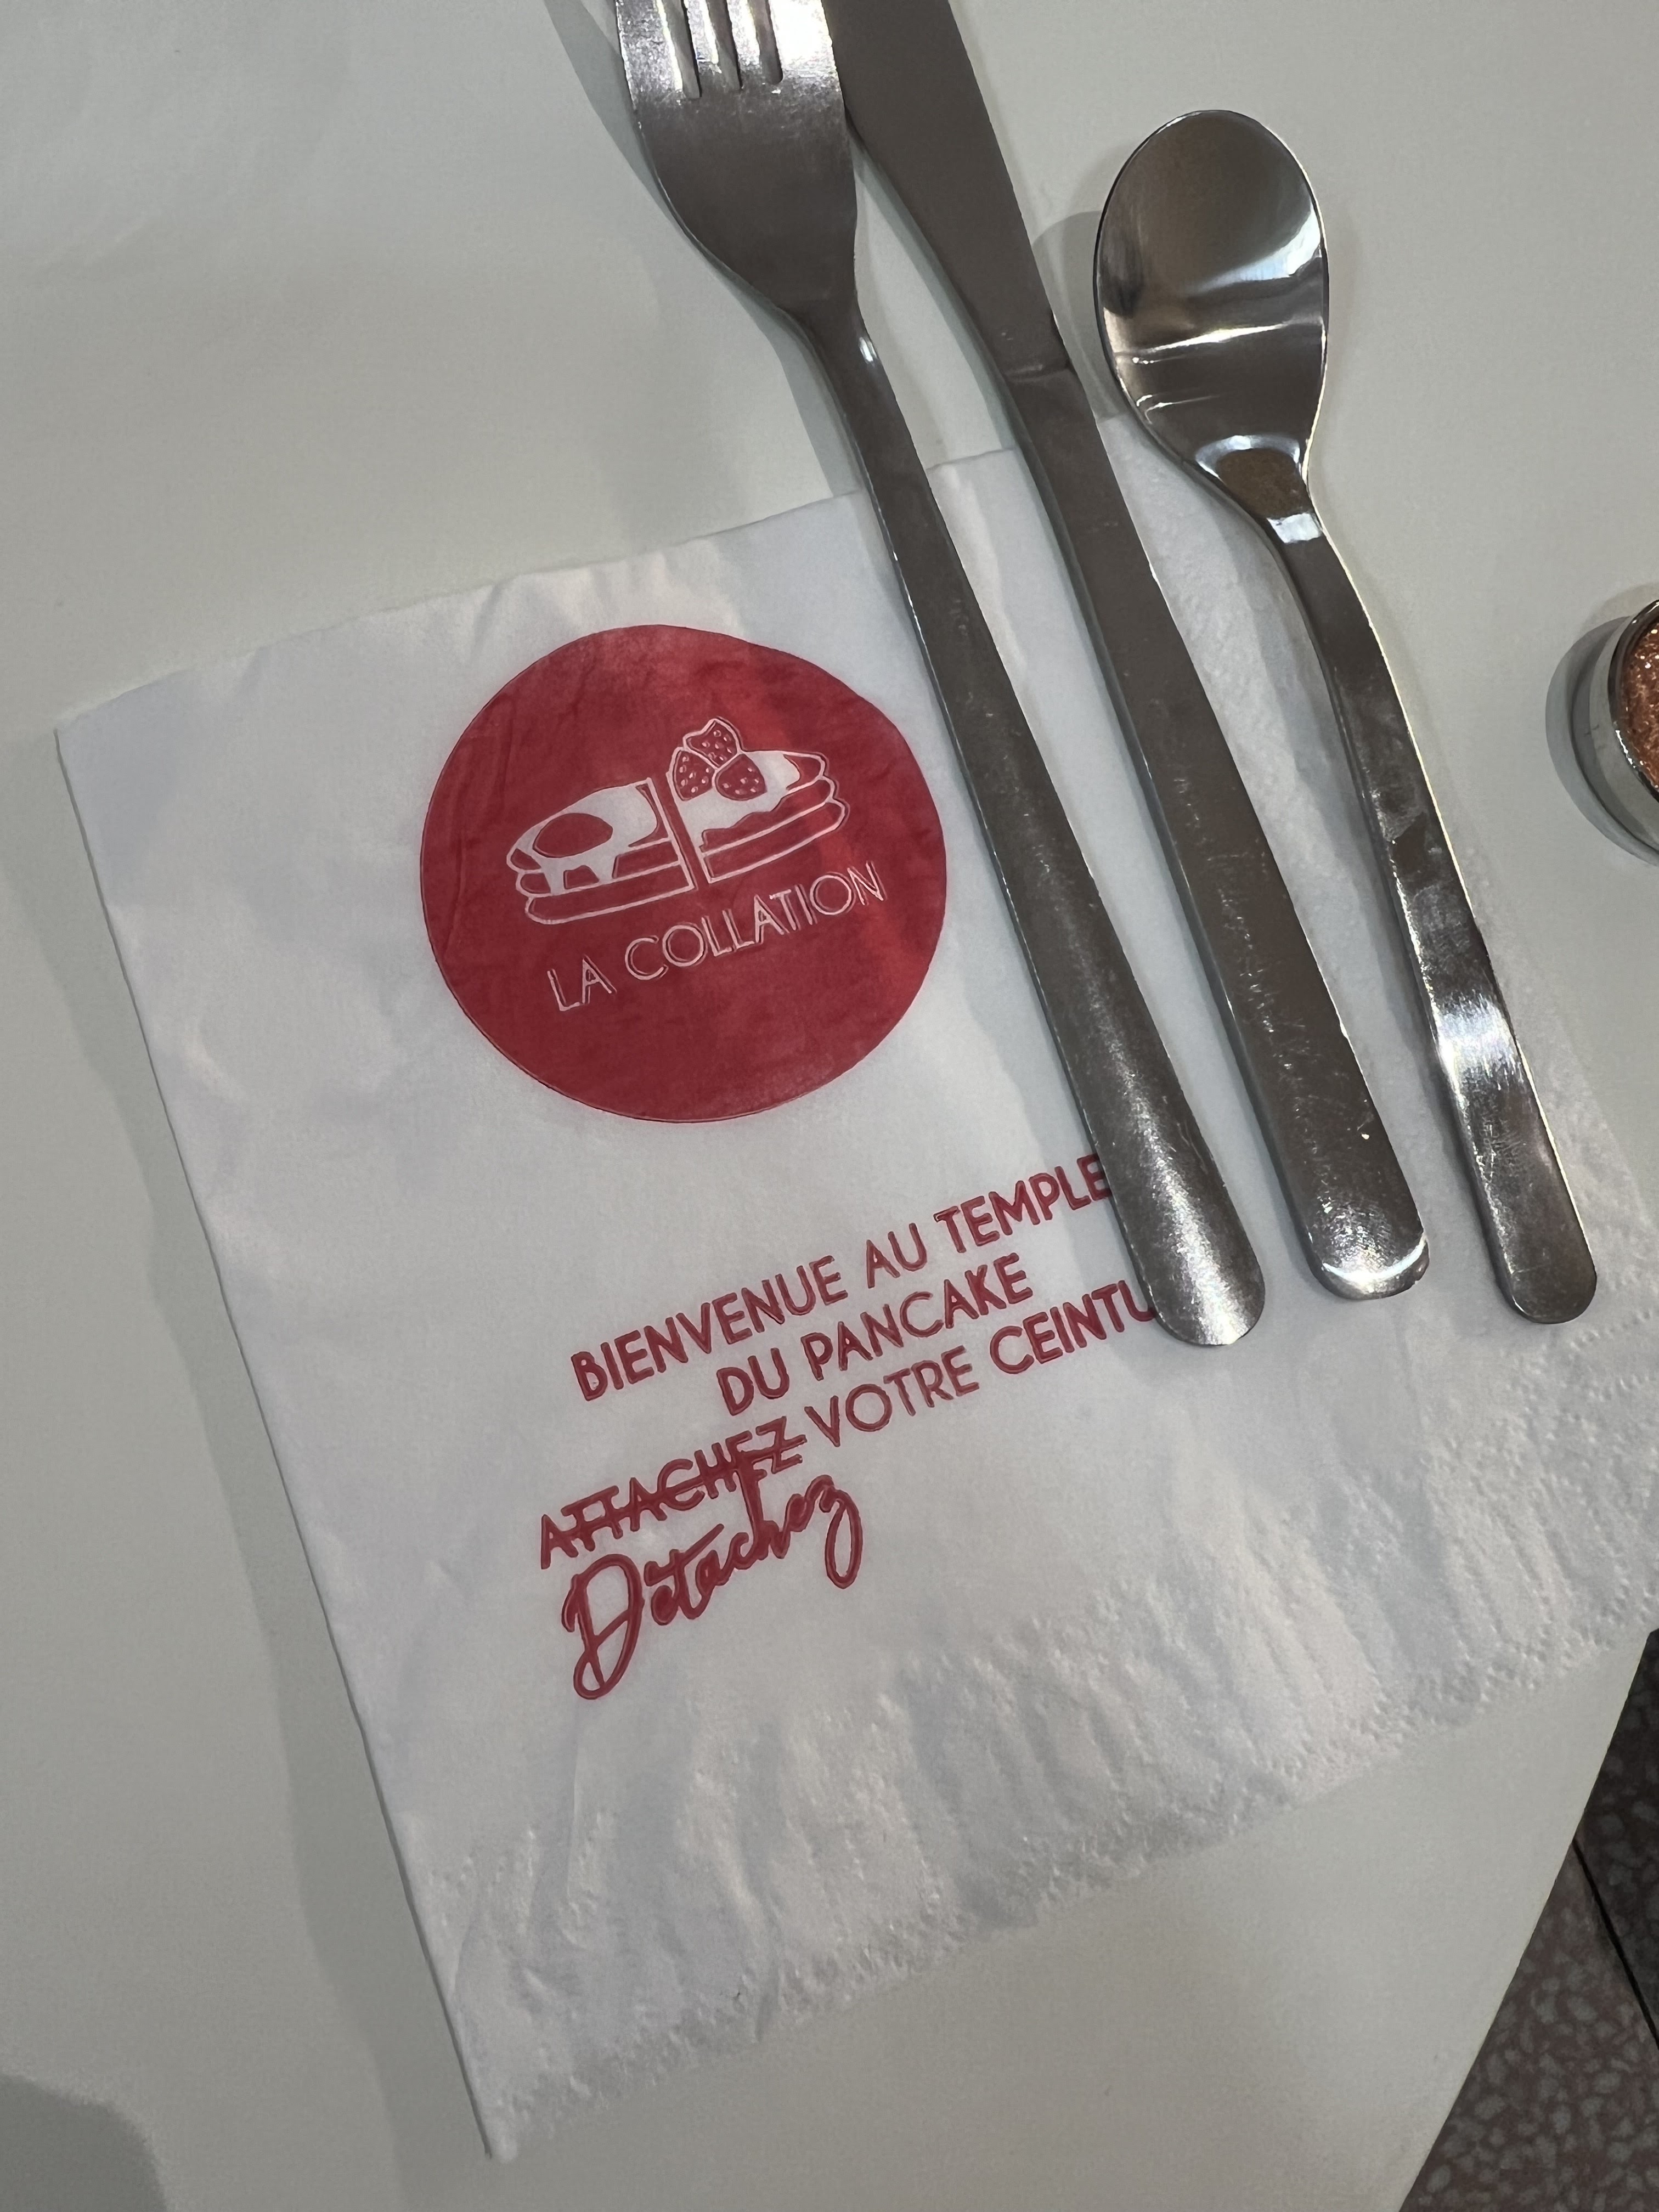 LA COLLATION
BIENVENUE AU TEMPLE
DU PANCAKE
ATTACHEZ VOTRE CEINTU
Détachez